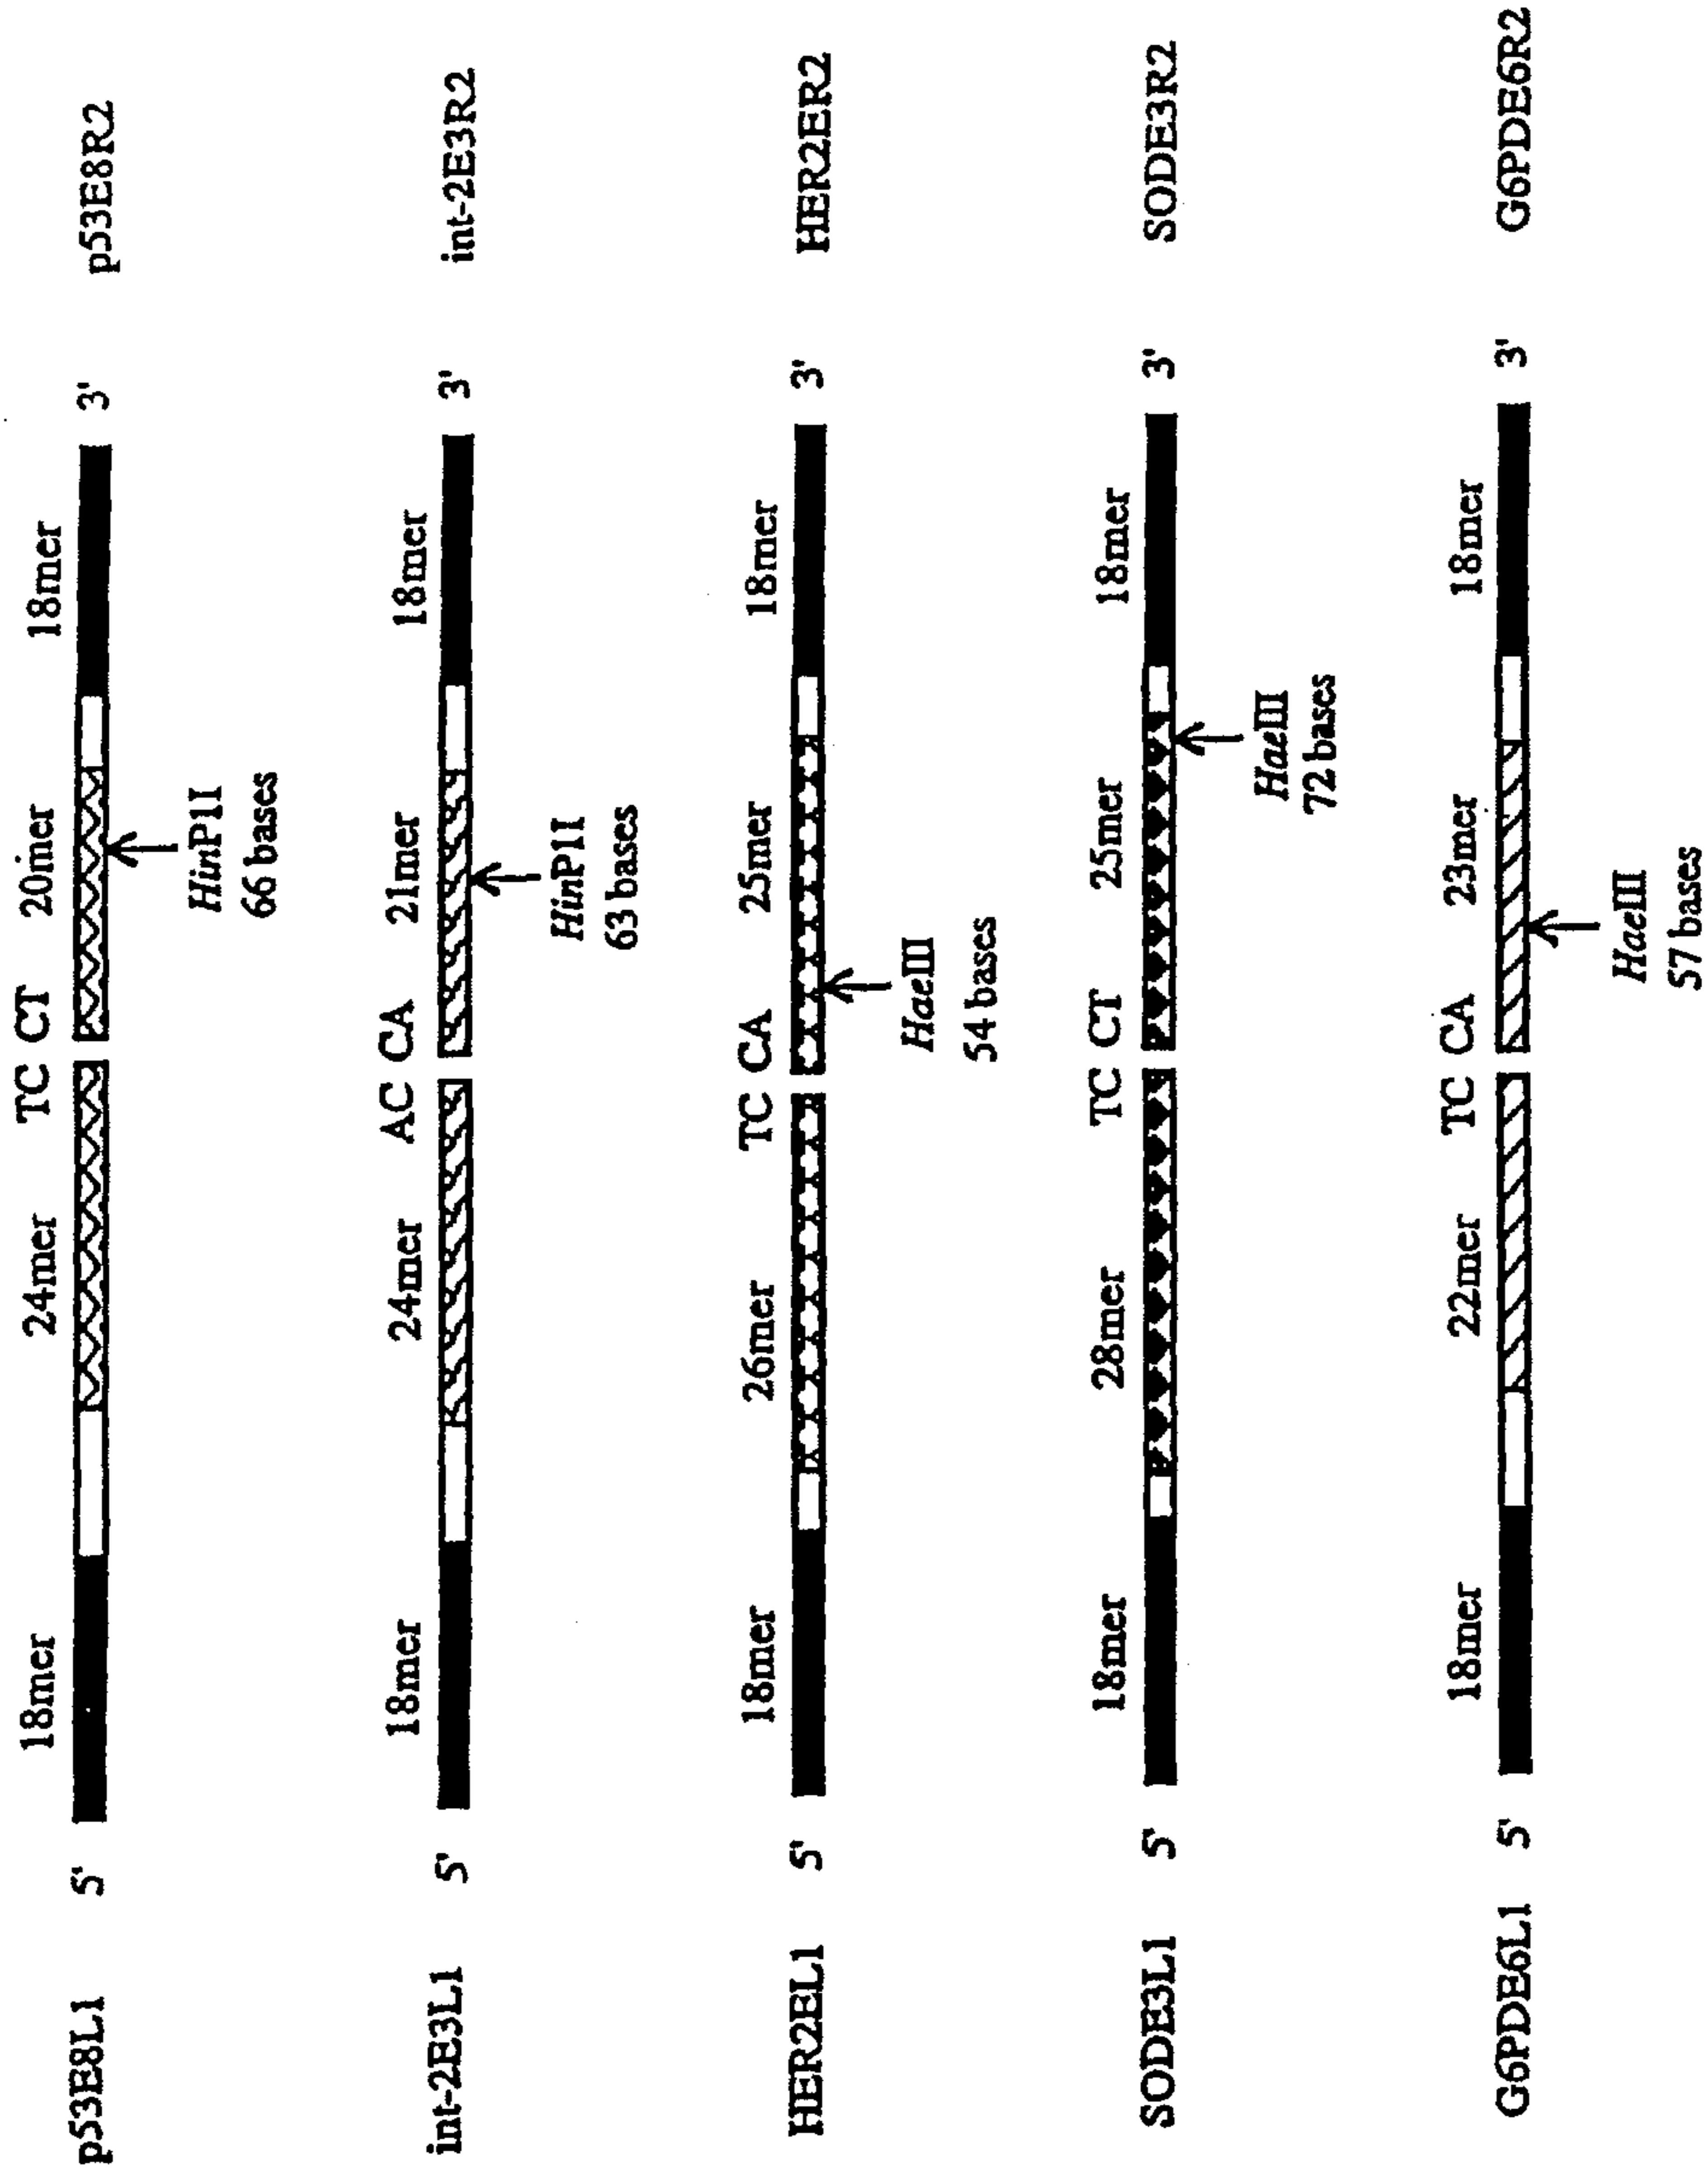 18mer 24mer TC CT 20mer 18mer
p53E8L1 5' 3' p53E8R2
HinP1I
66 bases
18mer 24mer AC CA 21mer 18mer
int-2E3L1 5' 3' int-2E3R2
HinP1I
63 bases
18mer 26mer TC CA 25mer 18mer
HER2EL1 5' 3' HER2ER2
HaeIII
54 bases
18mer 28mer TC CT 25mer 18mer
SODE3L1 5' 3' SODE3R2
HaeIII
72 bases
18mer 22mer TC CA 23mer 18mer
G6PDE6L1 5' 3' G6PDE6R2
HaeIII
57 bases